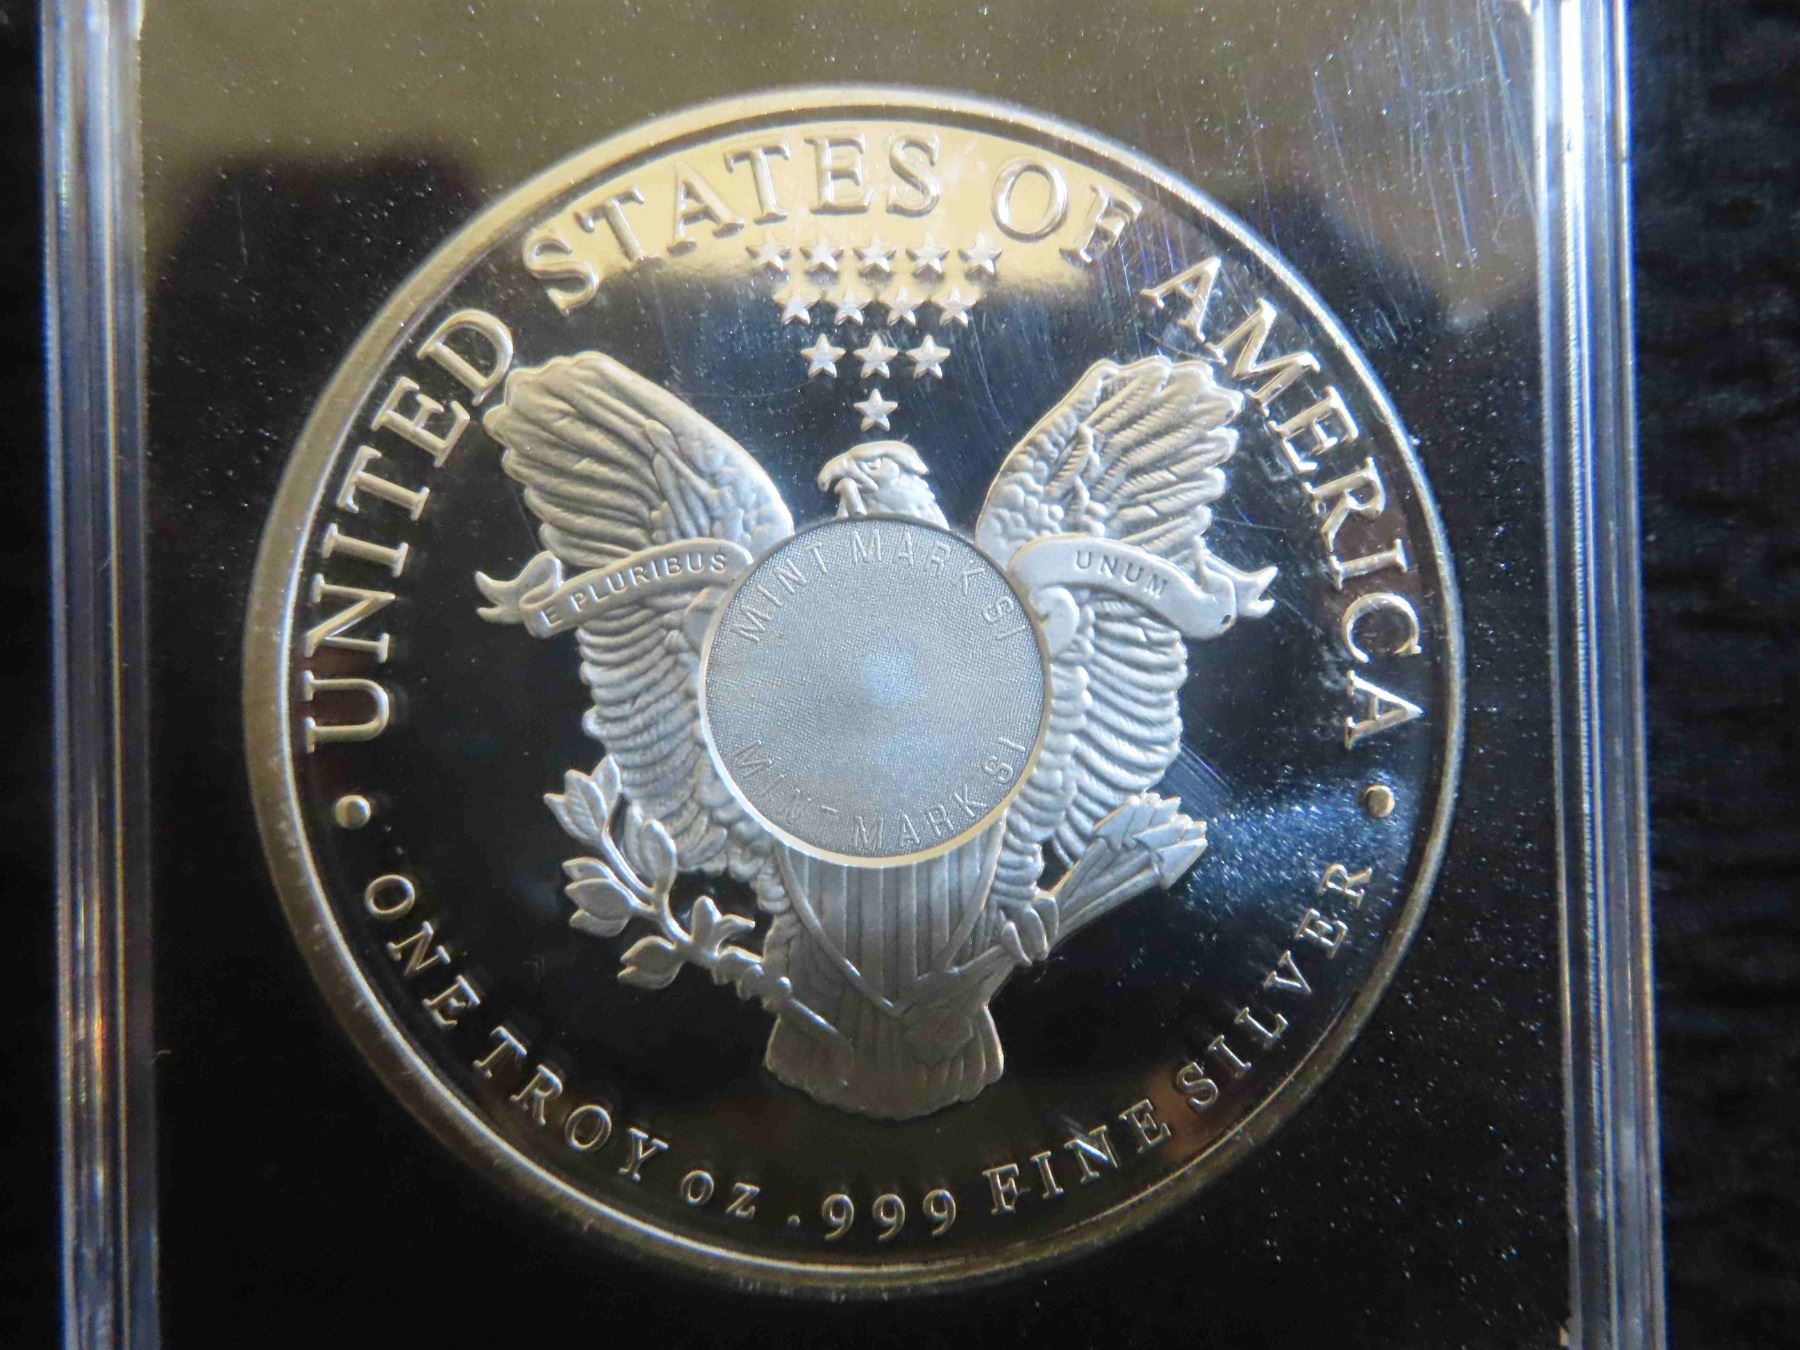 UNITED STATES OF AMERICA
E PLURIBUS UNUM
MINT MARK SI
MINT MARK SI
• ONE TROY oz . 999 FINE SILVER •